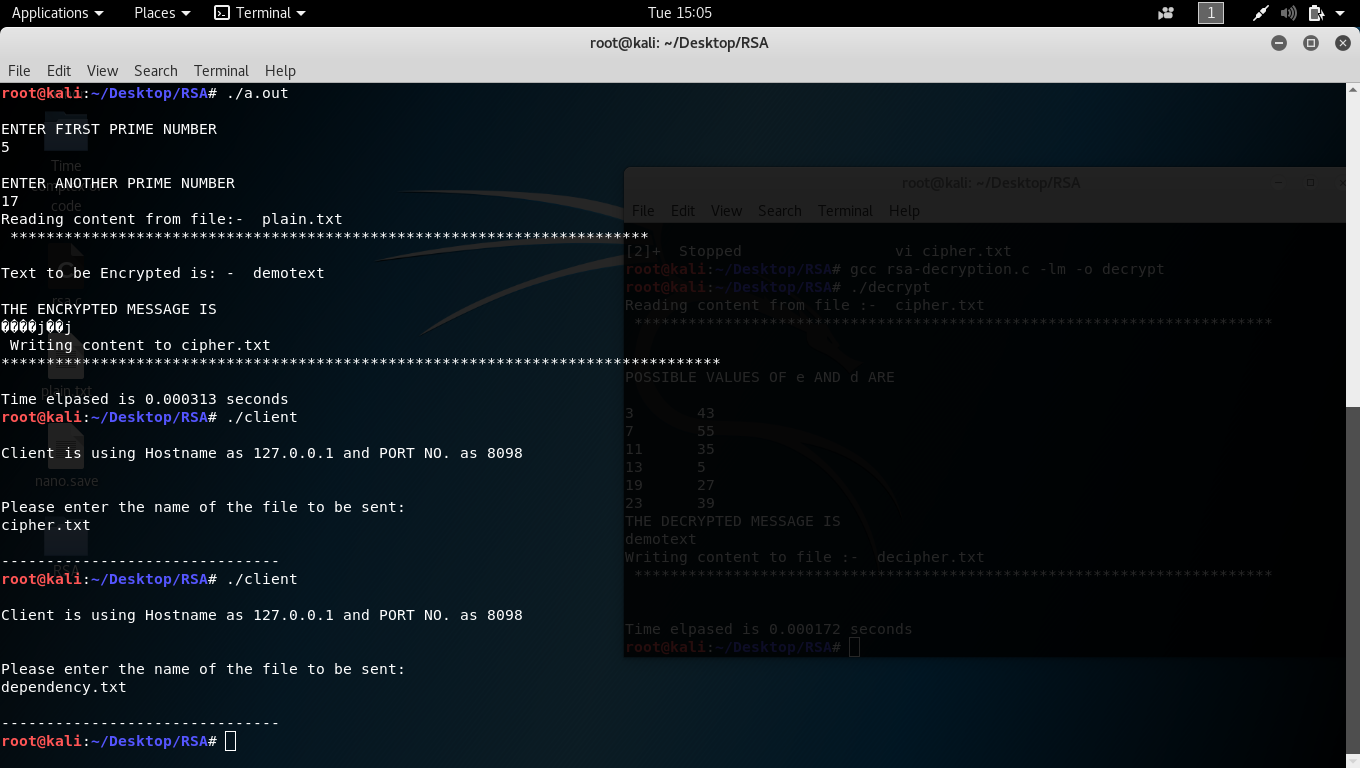 Applications Places Terminal Tue 15:05 1
root@kali: ~/Desktop/RSA
File Edit View Search Terminal Help
root@kali:~/Desktop/RSA# ./a.out
ENTER FIRST PRIME NUMBER
5
ENTER ANOTHER PRIME NUMBER
17
Reading content from file:-  plain.txt
***********************************************************************
Text to be Encrypted is: -  demotext
THE ENCRYPTED MESSAGE IS
����j��j
Writing content to cipher.txt
********************************************************************************
Time elpased is 0.000313 seconds
root@kali:~/Desktop/RSA# ./client
Client is using Hostname as 127.0.0.1 and PORT NO. as 8098
Please enter the name of the file to be sent:
cipher.txt
-------------------------------
root@kali:~/Desktop/RSA# ./client
Client is using Hostname as 127.0.0.1 and PORT NO. as 8098
Please enter the name of the file to be sent:
dependency.txt
-------------------------------
root@kali:~/Desktop/RSA#
root@kali: ~/Desktop/RSA
File Edit View Search Terminal Help
[2]+  Stopped                 vi cipher.txt
root@kali:~/Desktop/RSA# gcc rsa-decryption.c -lm -o decrypt
root@kali:~/Desktop/RSA# ./decrypt
Reading content from file :-  cipher.txt
***********************************************************************
POSSIBLE VALUES OF e AND d ARE
3       43
7       55
11      35
13      5
19      27
23      39
THE DECRYPTED MESSAGE IS
demotext
Writing content to file :-  decipher.txt
***********************************************************************
Time elpased is 0.000172 seconds
root@kali:~/Desktop/RSA#
Time
code
rsa.c
plain.txt
nano.save
RSA